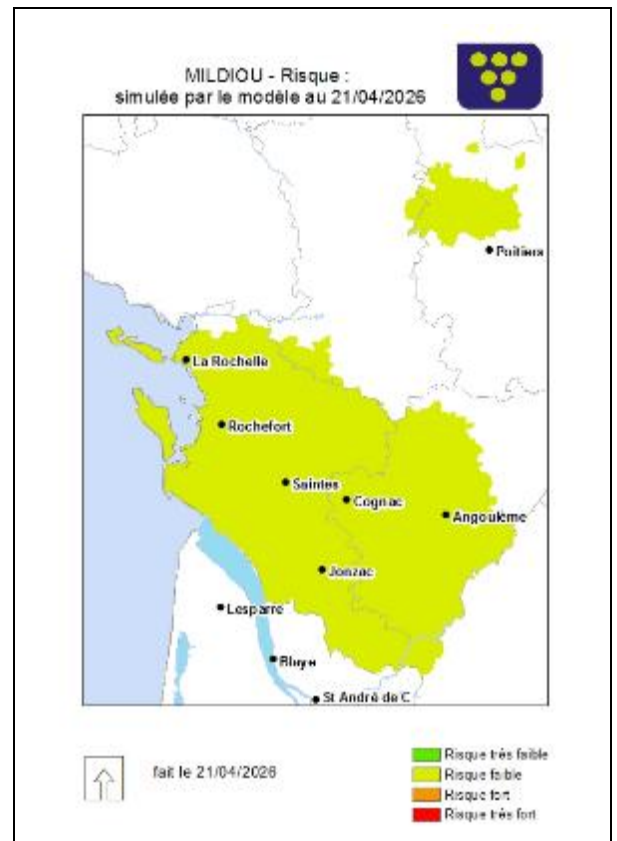 MILDIOU - Risque :
simulée par le modèle au 21/04/2026
Poitiers
La Rochelle
Rochefort
Saintes
Cognac
Angoulème
Jonzac
Lesparre
Blaye
St André de C
fait le 21/04/2026
Risque très faible
Risque faible
Risque fort
Risque très fort